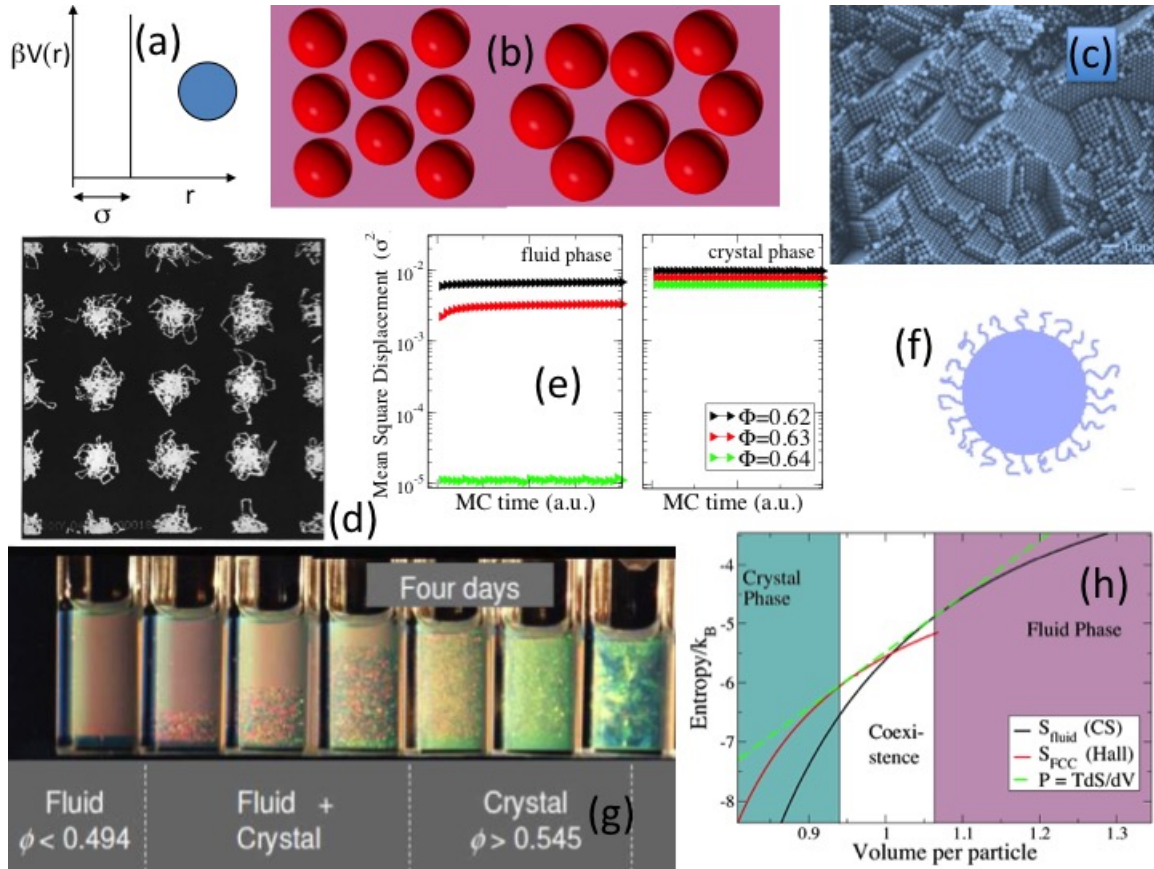 βV(r)
(a)
σ
r
(b)
(c)
(d)
Mean Square Displacement (σ²
10⁻²
10⁻³
10⁻⁴
10⁻⁵
fluid phase
crystal phase
(e)
Φ=0.62
Φ=0.63
Φ=0.64
MC time (a.u.)
MC time (a.u.)
(f)
Four days
Fluid
ϕ < 0.494
Fluid +
Crystal
Crystal
ϕ > 0.545
(g)
Entropy/k_B
-4
-5
-6
-7
-8
Crystal
Phase
(h)
Fluid Phase
Coexi-
stence
S_fluid (CS)
S_FCC (Hall)
P = TdS/dV
0.9
1
1.1
1.2
1.3
Volume per particle